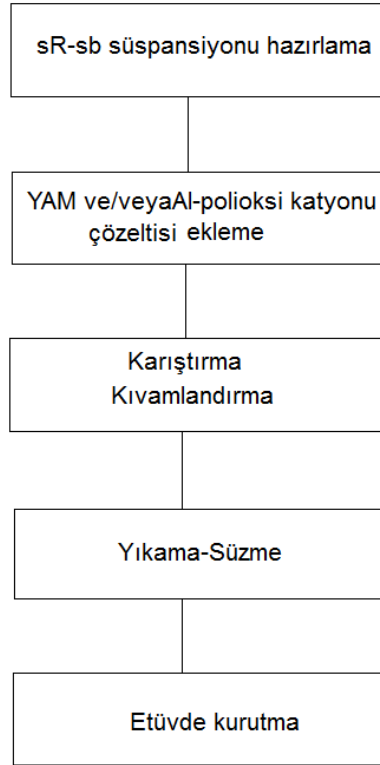 sR-sb süspansiyonu hazırlama
YAM ve/veyaAl-polioksi katyonu
çözeltisi ekleme
Karıştırma
Kıvamlandırma
Yıkama-Süzme
Etüvde kurutma